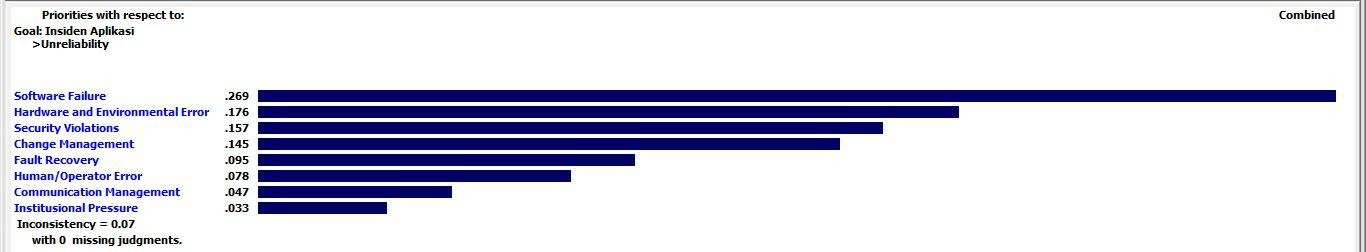 Priorities with respect to:
Combined
Goal: Insiden Aplikasi
>Unreliability
Software Failure .269
Hardware and Environmental Error .176
Security Violations .157
Change Management .145
Fault Recovery .095
Human/Operator Error .078
Communication Management .047
Institutional Pressure .033
Inconsistency = 0.07
with 0 missing judgments.